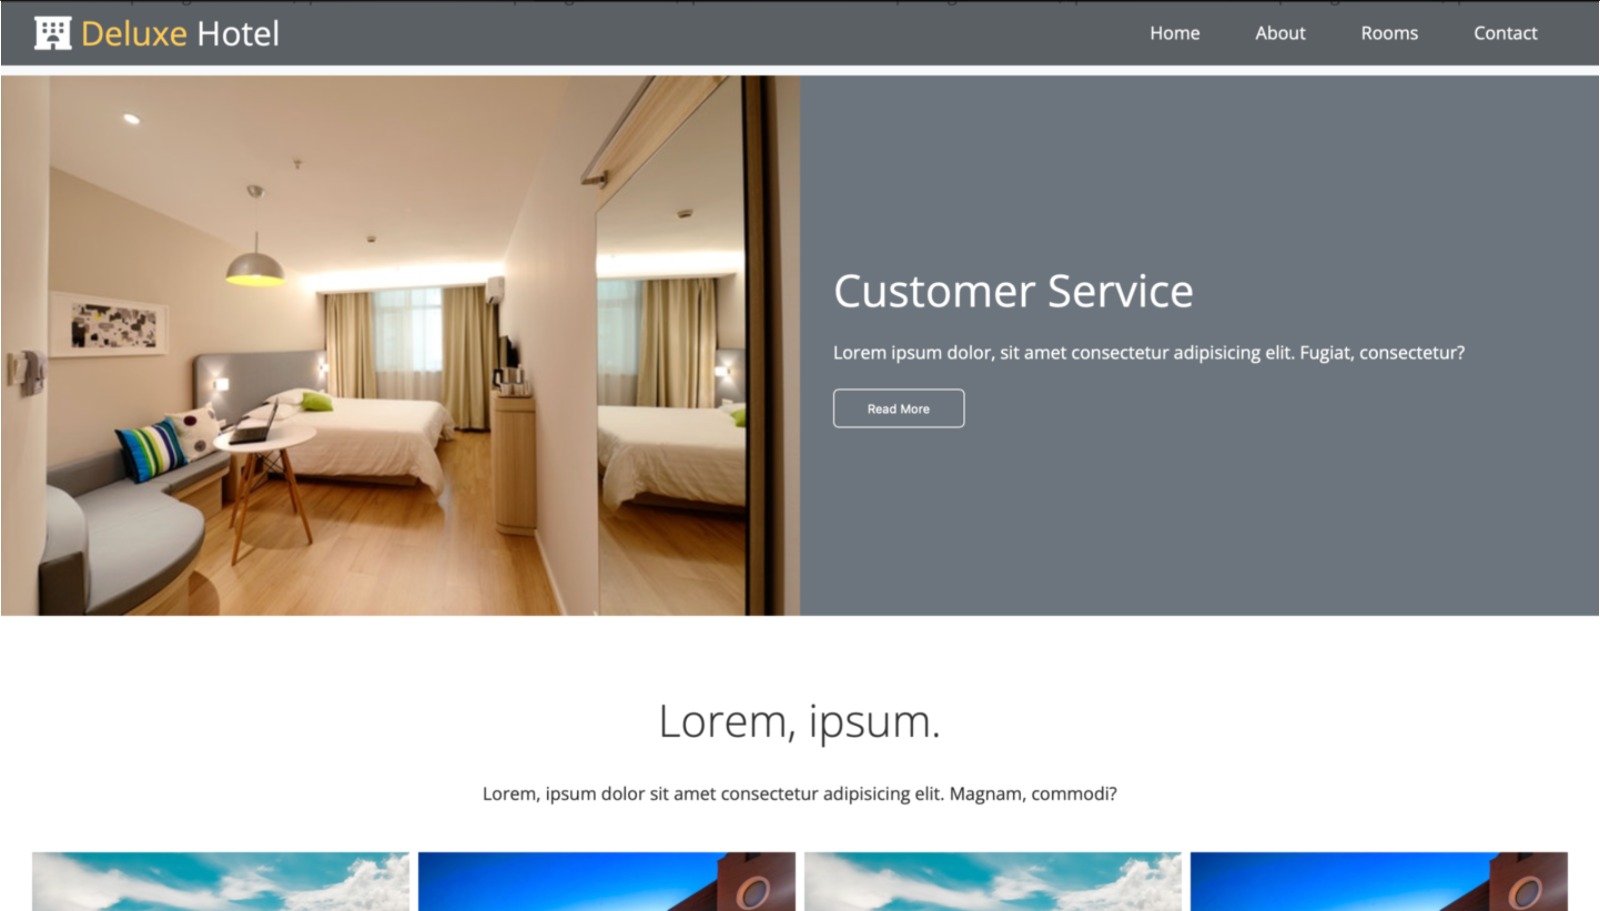 Deluxe Hotel
Home
About
Rooms
Contact
Customer Service
Lorem ipsum dolor, sit amet consectetur adipisicing elit. Fugiat, consectetur?
Read More
Lorem, ipsum.
Lorem, ipsum dolor sit amet consectetur adipisicing elit. Magnam, commodi?